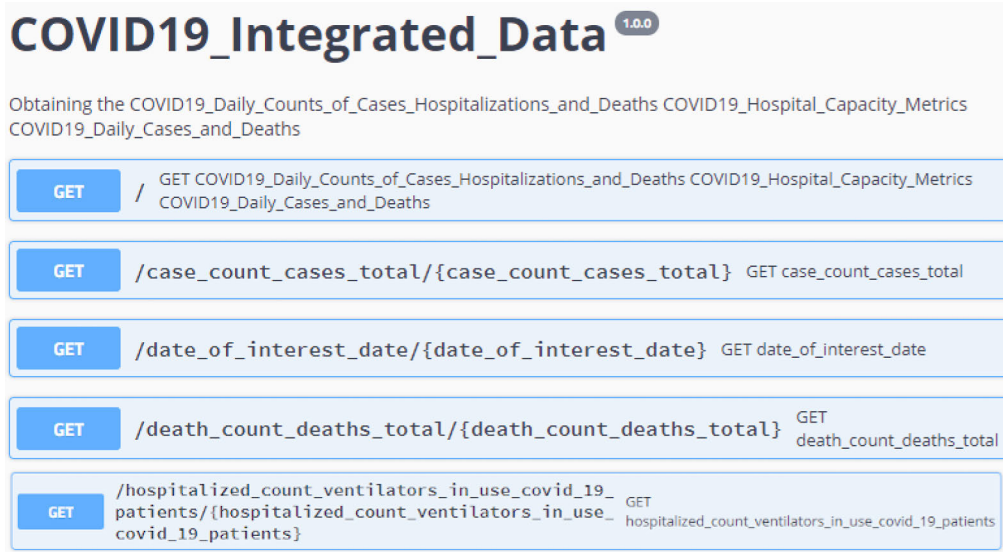 COVID19_Integrated_Data 1.0.0
Obtaining the COVID19_Daily_Counts_of_Cases_Hospitalizations_and_Deaths COVID19_Hospital_Capacity_Metrics
COVID19_Daily_Cases_and_Deaths
GET / GET COVID19_Daily_Counts_of_Cases_Hospitalizations_and_Deaths COVID19_Hospital_Capacity_Metrics
COVID19_Daily_Cases_and_Deaths
GET /case_count_cases_total/{case_count_cases_total} GET case_count_cases_total
GET /date_of_interest_date/{date_of_interest_date} GET date_of_interest_date
GET /death_count_deaths_total/{death_count_deaths_total} GET
death_count_deaths_total
GET /hospitalized_count_ventilators_in_use_covid_19_
patients/{hospitalized_count_ventilators_in_use_
covid_19_patients}
GET
hospitalized_count_ventilators_in_use_covid_19_patients